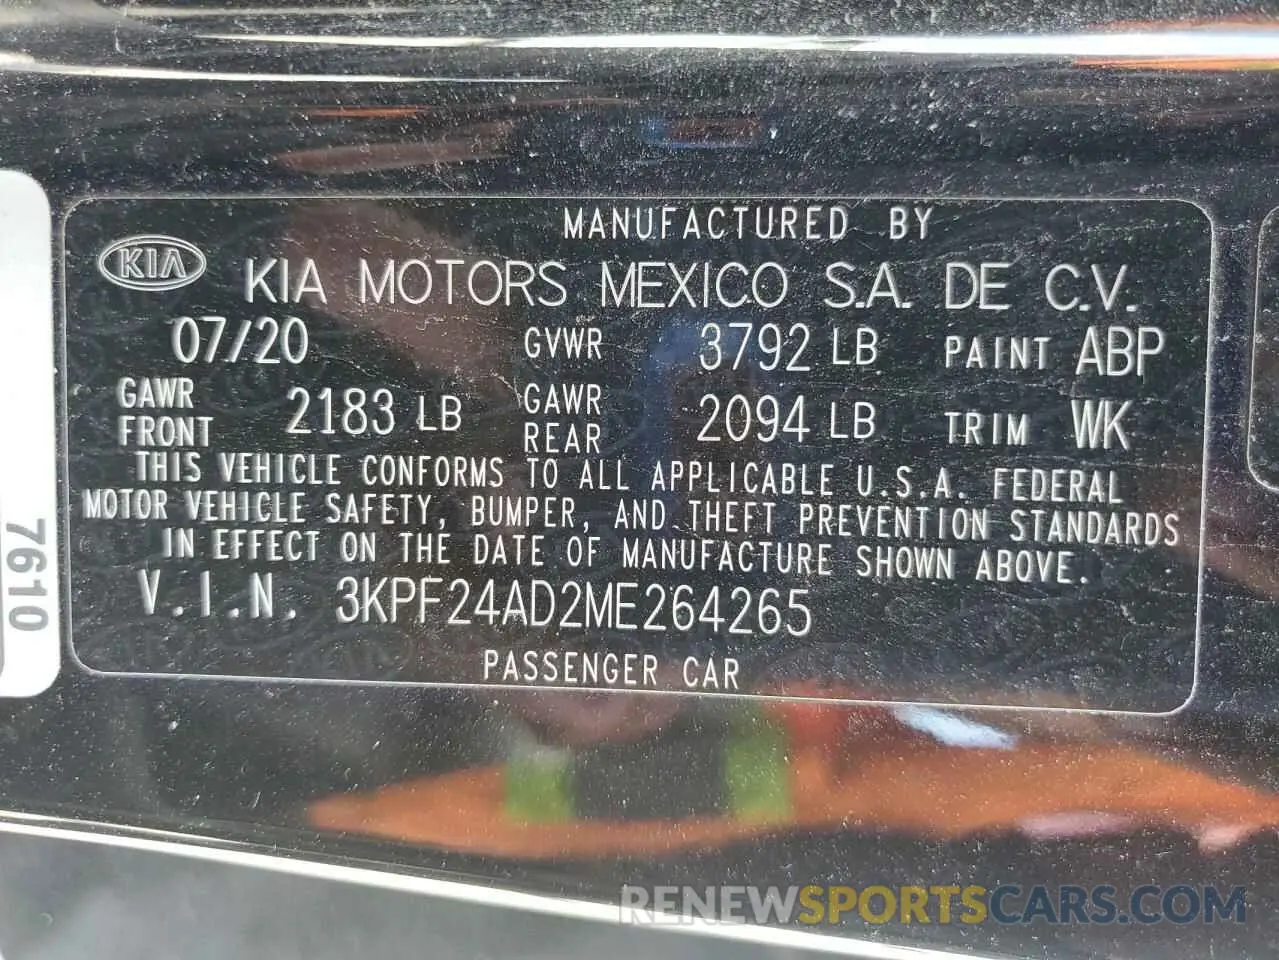 MANUFACTURED BY
KIA KIA MOTORS MEXICO S.A. DE C.V.
07/20 GVWR 3792 LB PAINT ABP
GAWR FRONT 2183 LB GAWR REAR 2094 LB TRIM WK
THIS VEHICLE CONFORMS TO ALL APPLICABLE U.S.A. FEDERAL
MOTOR VEHICLE SAFETY, BUMPER, AND THEFT PREVENTION STANDARDS
IN EFFECT ON THE DATE OF MANUFACTURE SHOWN ABOVE.
V.I.N. 3KPF24AD2ME264265
PASSENGER CAR
7610
RENEWSPORTSCARS.COM